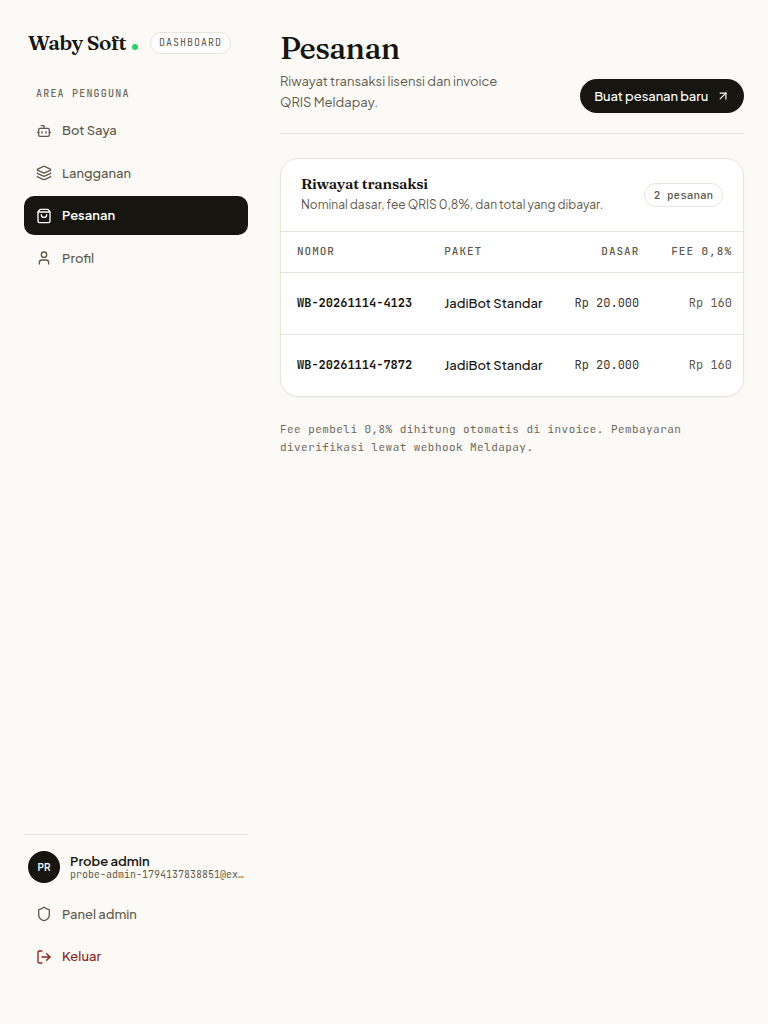 Waby Soft
DASHBOARD
AREA PENGGUNA
Bot Saya
Langganan
Pesanan
Profil
PR
Probe admin
probe-admin-1794137838851@ex…
Panel admin
Keluar
Pesanan
Riwayat transaksi lisensi dan invoice
QRIS Meldapay.
Buat pesanan baru
Riwayat transaksi
Nominal dasar, fee QRIS 0,8%, dan total yang dibayar.
2 pesanan
NOMOR PAKET DASAR FEE 0,8%
WB-20261114-4123 JadiBot Standar Rp 20.000 Rp 160
WB-20261114-7872 JadiBot Standar Rp 20.000 Rp 160
Fee pembeli 0,8% dihitung otomatis di invoice. Pembayaran
diverifikasi lewat webhook Meldapay.